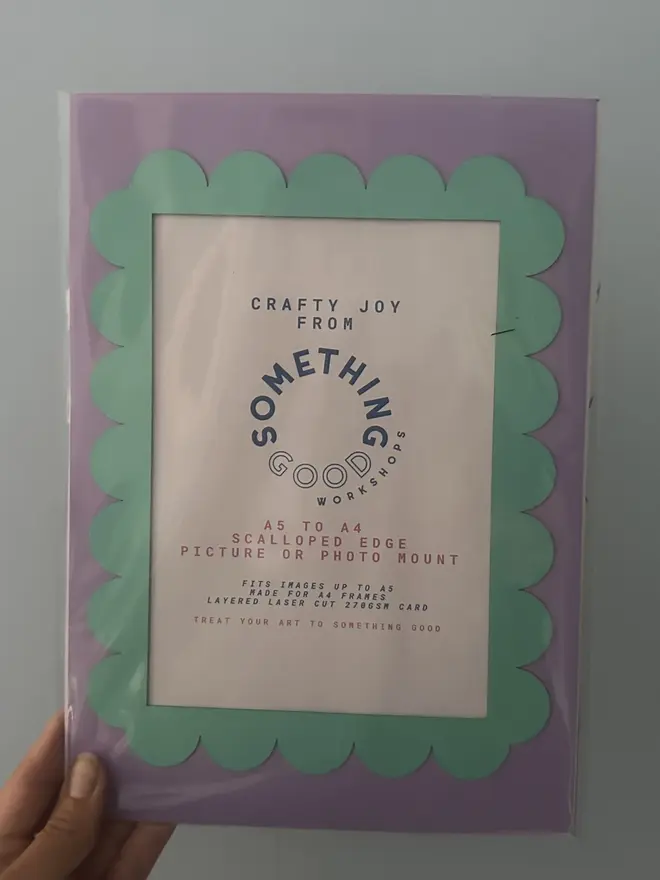 CRAFTY JOY
FROM
SOMETHING
GOOD
WORKSHOPS
A5 TO A4
SCALLOPED EDGE
PICTURE OR PHOTO MOUNT
FITS IMAGES UP TO A5
MADE FOR A4 FRAMES
LAYERED LASER CUT 270GSM CARD
TREAT YOUR ART TO SOMETHING GOOD